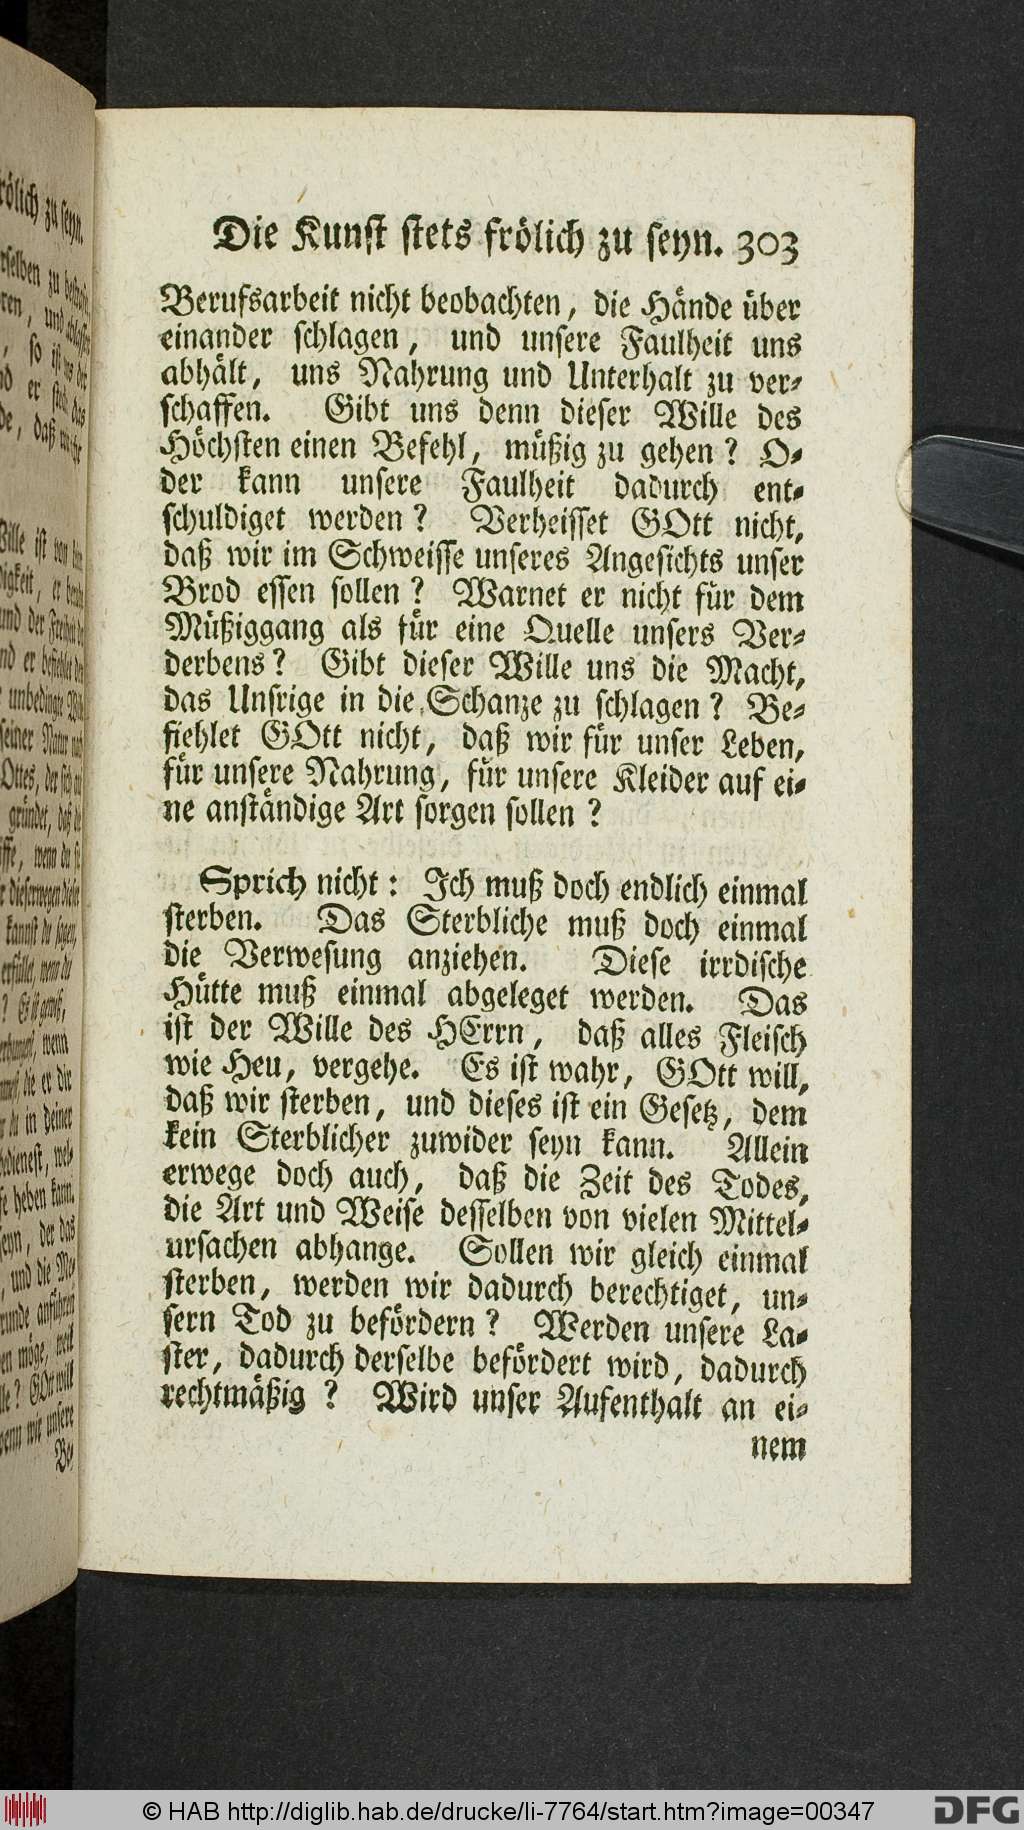 Die Kunst stets frölich zu seyn. 303
Berufsarbeit nicht beobachten, die Hände über
einander schlagen, und unsere Faulheit uns
abhält, uns Nahrung und Unterhalt zu ver-
schaffen. Gibt uns denn dieser Wille des
Höchsten einen Befehl, müßig zu gehen? O-
der kann unsere Faulheit dadurch ent-
schuldiget werden? Verheisset GOtt nicht,
daß wir im Schweisse unseres Angesichts unser
Brod essen sollen? Warnet er nicht für dem
Müßiggang als für eine Quelle unsers Ver-
derbens? Gibt dieser Wille uns die Macht,
das Unsrige in die Schanze zu schlagen? Be-
fiehlet GOtt nicht, daß wir für unser Leben,
für unsere Nahrung, für unsere Kleider auf ei-
ne anständige Art sorgen sollen?
Sprich nicht: Ich muß doch endlich einmal
sterben. Das Sterbliche muß doch einmal
die Verwesung anziehen. Diese irrdische
Hütte muß einmal abgeleget werden. Das
ist der Wille des HErrn, daß alles Fleisch
wie Heu, vergehe. Es ist wahr, GOtt will,
daß wir sterben, und dieses ist ein Gesetz, dem
kein Sterblicher zuwider seyn kann. Allein
erwege doch auch, daß die Zeit des Todes,
die Art und Weise desselben von vielen Mittel-
ursachen abhange. Sollen wir gleich einmal
sterben, werden wir dadurch berechtiget, un-
sern Tod zu befördern? Werden unsere La-
ster, dadurch derselbe befördert wird, dadurch
rechtmäßig? Wird unser Aufenthalt an ei-
nem
© HAB http://diglib.hab.de/drucke/li-7764/start.htm?image=00347
DFG